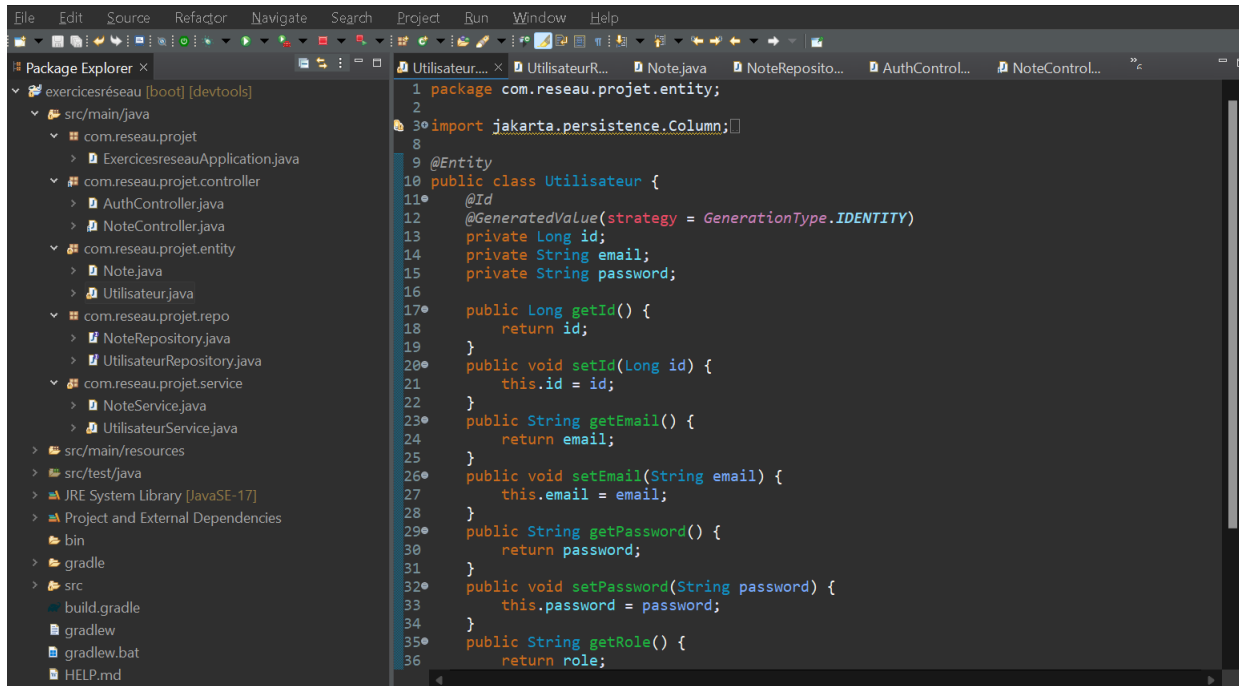 File Edit Source Refactor Navigate Search Project Run Window Help
Package Explorer ×
exercicesréseau [boot] [devtools]
src/main/java
com.reseau.projet
ExercicesreseauApplication.java
com.reseau.projet.controller
AuthController.java
NoteController.java
com.reseau.projet.entity
Note.java
Utilisateur.java
com.reseau.projet.repo
NoteRepository.java
UtilisateurRepository.java
com.reseau.projet.service
NoteService.java
UtilisateurService.java
src/main/resources
src/test/java
JRE System Library [JavaSE-17]
Project and External Dependencies
bin
gradle
src
build.gradle
gradlew
gradlew.bat
HELP.md
Utilisateur.... × UtilisateurR... Note.java NoteReposito... AuthControl... NoteControl... »2
1 package com.reseau.projet.entity;
2
3 import jakarta.persistence.Column;
8
9 @Entity
10 public class Utilisateur {
11 @Id
12 @GeneratedValue(strategy = GenerationType.IDENTITY)
13 private Long id;
14 private String email;
15 private String password;
16
17 public Long getId() {
18 return id;
19 }
20 public void setId(Long id) {
21 this.id = id;
22 }
23 public String getEmail() {
24 return email;
25 }
26 public void setEmail(String email) {
27 this.email = email;
28 }
29 public String getPassword() {
30 return password;
31 }
32 public void setPassword(String password) {
33 this.password = password;
34 }
35 public String getRole() {
36 return role;